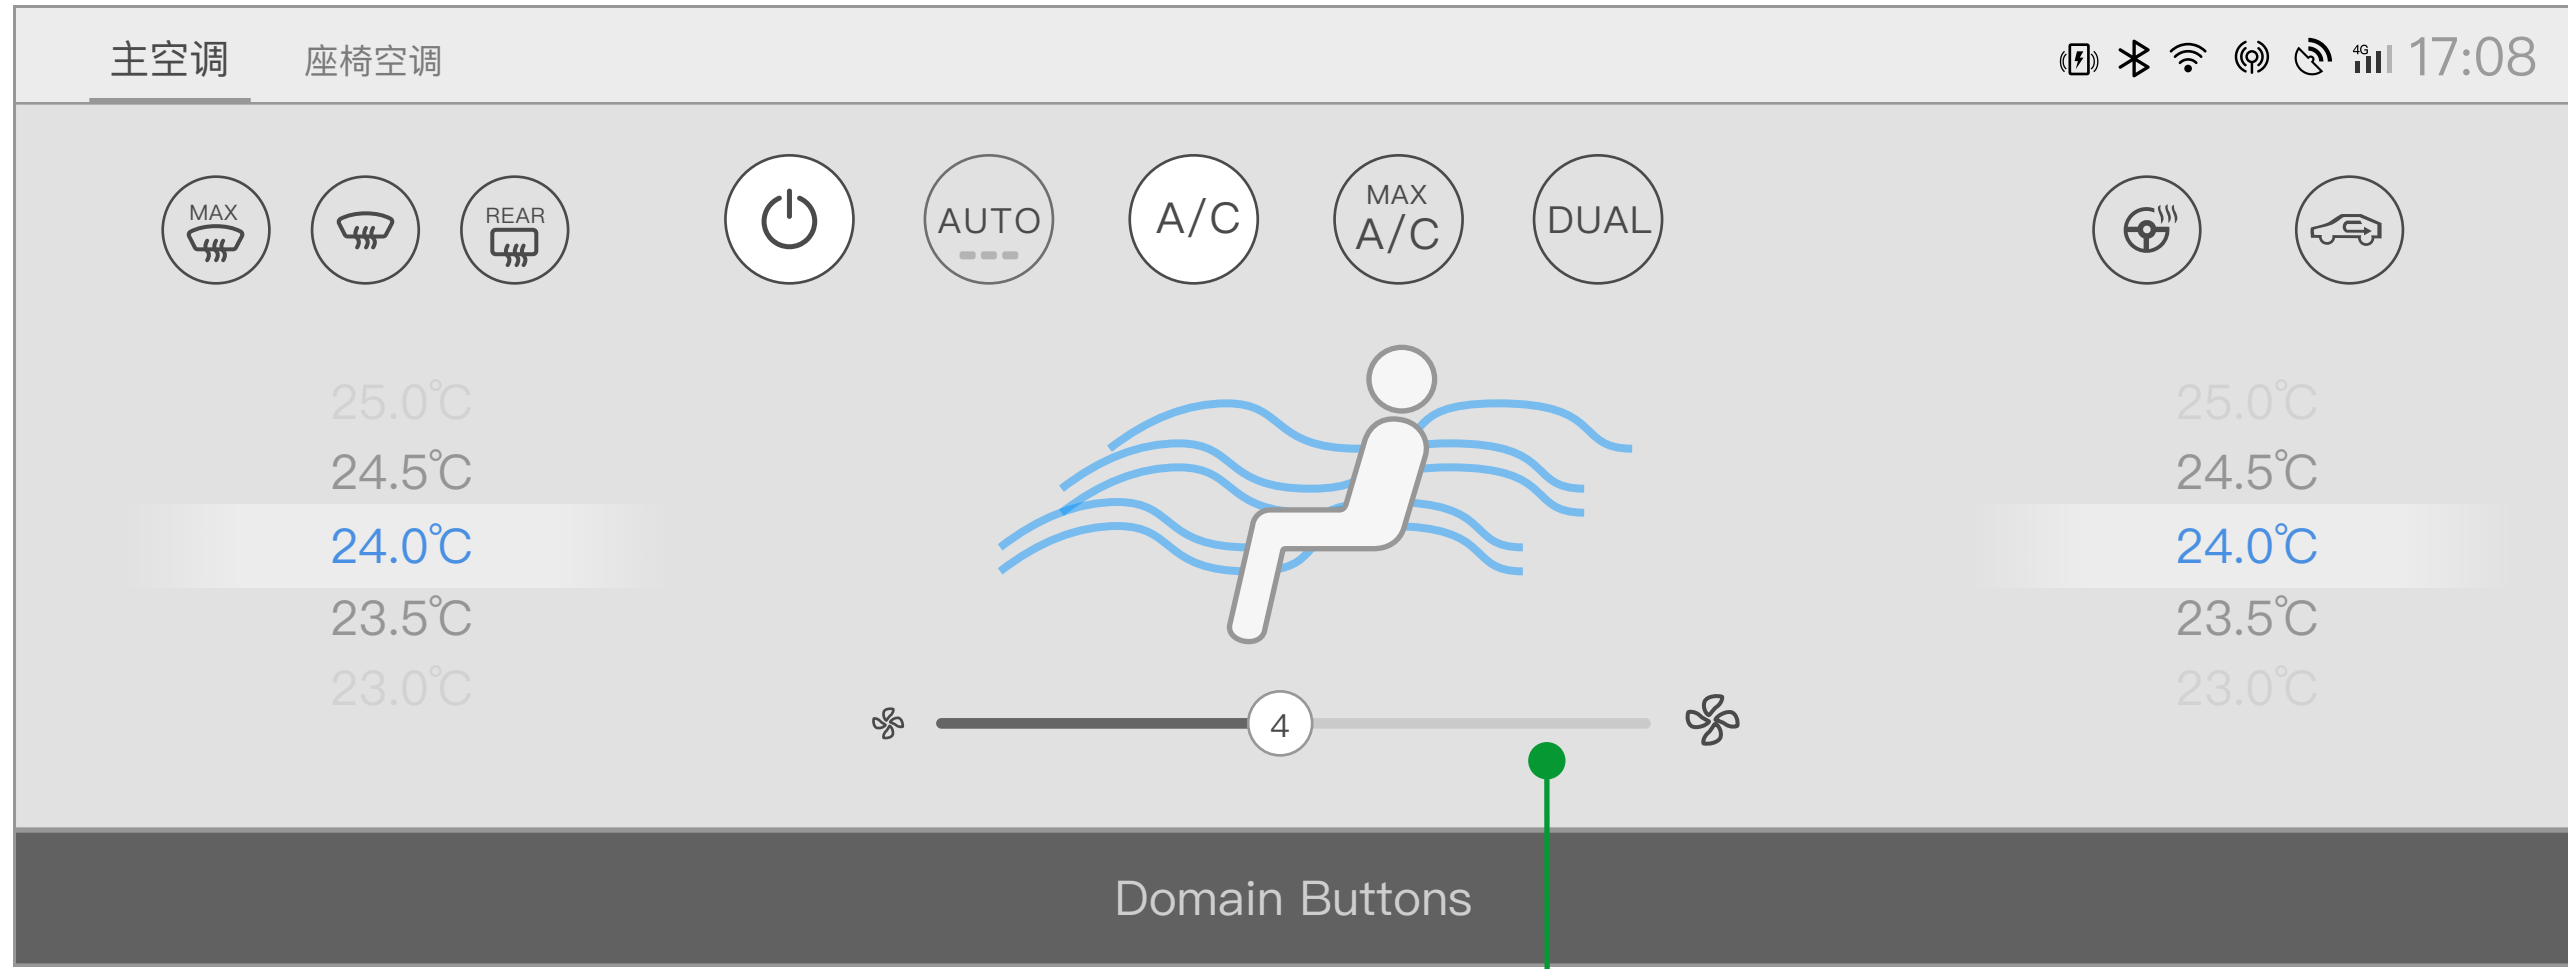 主空调 座椅空调 4G 17:08
MAX REAR AUTO A/C MAX A/C DUAL
25.0℃ 25.0℃
24.5℃ 24.5℃
24.0℃ 24.0℃
23.5℃ 23.5℃
23.0℃ 23.0℃
4
Domain Buttons